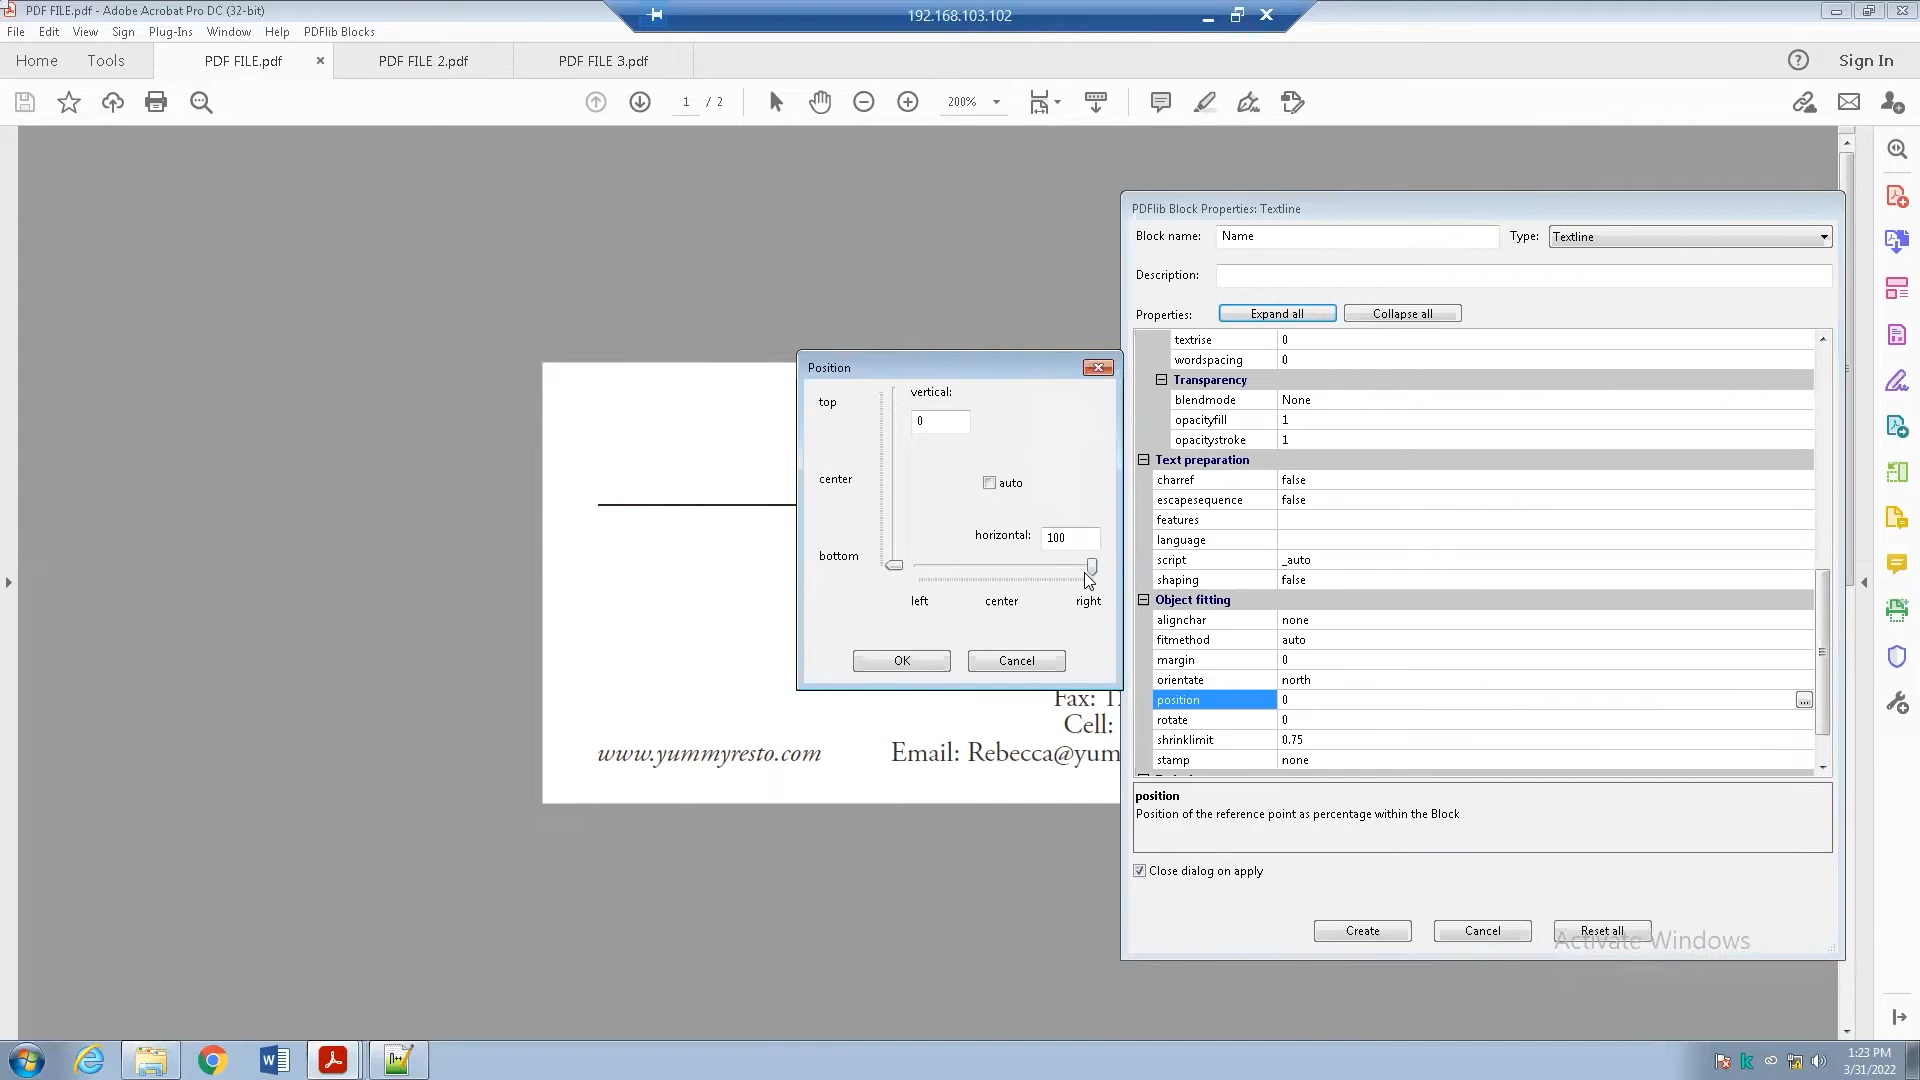 PDF FILE.pdf - Adobe Acrobat Pro DC (32-bit)
192.168.103.102
File Edit View Sign Plug-Ins Window Help PDFlib Blocks
Home Tools PDF FILE.pdf × PDF FILE 2.pdf PDF FILE 3.pdf Sign In
1 / 2 200%
PDFlib Block Properties: Textline
Block name: Name Type: Textline
Description:
Properties: Expand all Collapse all
textrise 0
wordspacing 0
Transparency
blendmode None
opacityfill 1
opacitystroke 1
Text preparation
charref false
escapesequence false
features
language
script _auto
shaping false
Object fitting
alignchar none
fitmethod auto
margin 0
orientate north
position 0 ...
rotate 0
shrinklimit 0.75
stamp none
position
Position of the reference point as percentage within the Block
Close dialog on apply
Create Cancel Reset all
Activate Windows
Position
top
vertical:
0
center
auto
horizontal: 100
bottom
left center right
OK Cancel
Fax:
Cell:
www.yummyresto.com Email: Rebecca@yum
1:23 PM
3/31/2022